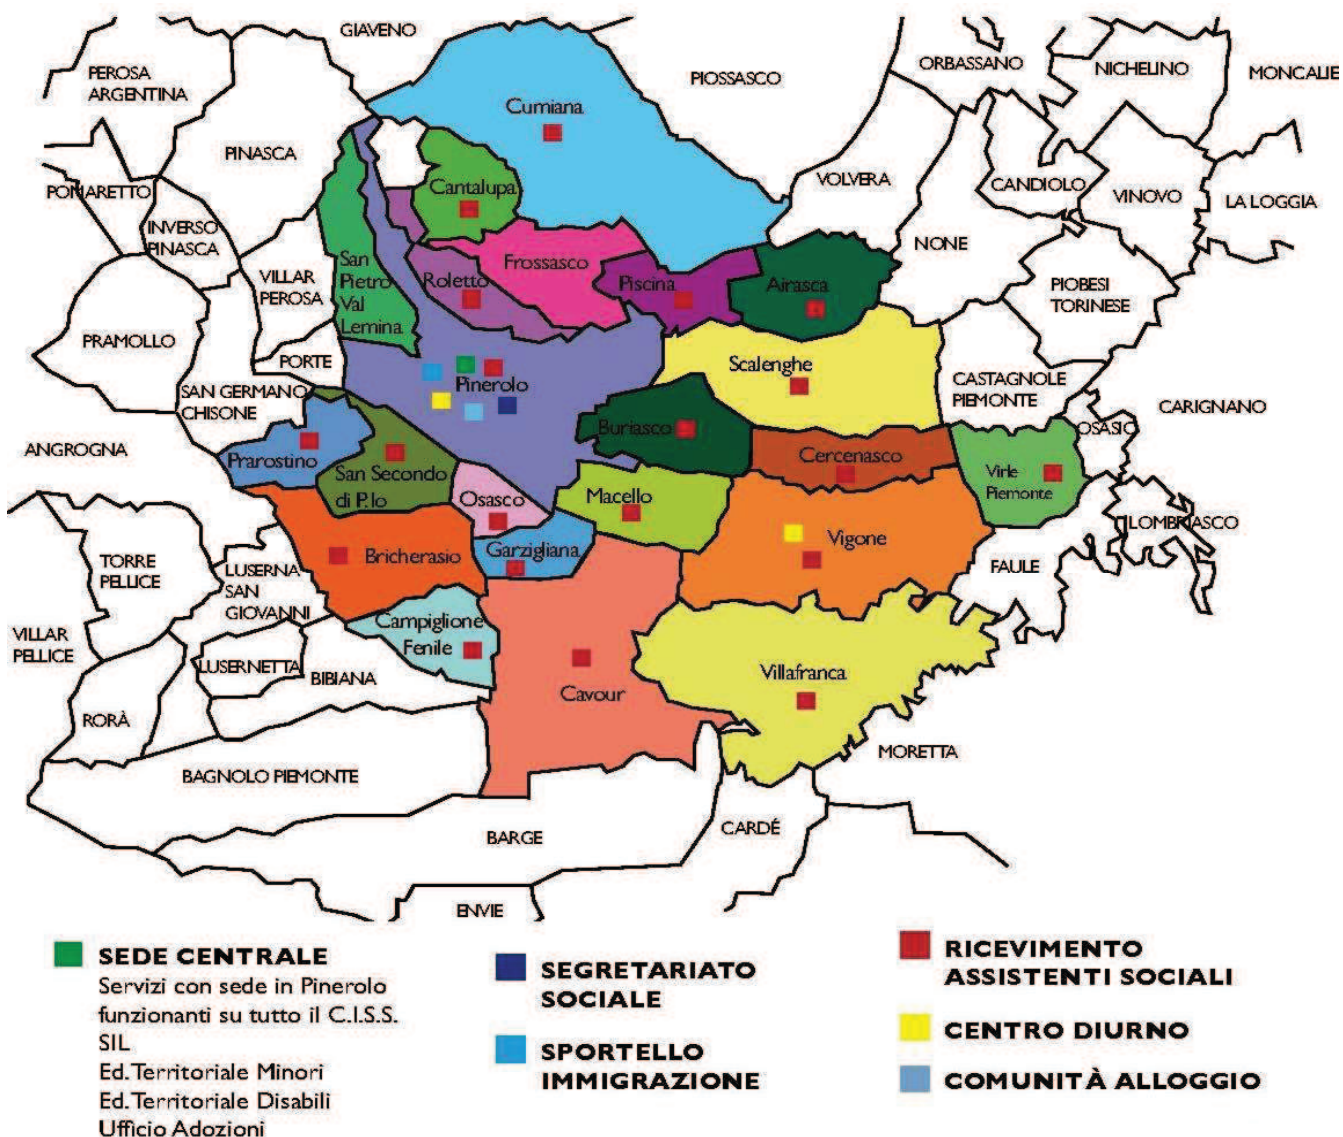 GIAVENO
ORBASSANO
NICHELINO
MONCALIE
PEROSA
ARGENTINA
PIOSSASCO
Cumiana
PINASCA
POMARETTO
Cantalupa
VOLVERA
CANDIOLO
VINOVO
LA LOGGIA
INVERSO
PINASCA
NONE
VILLAR
PEROSA
San
Pietro
Val
Lemina
Roletto
Frossasco
Piscina
Airasca
PIOBESI
TORINESE
PRAMOLLO
PORTE
Scalenghe
SAN GERMANO
CHISONE
Pinerolo
CASTAGNOLE
PIEMONTE
CARIGNANO
OSASIO
ANGROGNA
Prarostino
San Secondo
di P.lo
Buriasco
Cercenasco
Virle
Piemonte
Osasco
Macello
LOMBRIASCO
Vigone
Garzigliana
Bricherasio
TORRE
PELLICE
LUSERNA
SAN
GIOVANNI
FAULE
VILLAR
PELLICE
Campiglione
Fenile
LUSERNETTA
BIBIANA
Villafranca
Cavour
RORÀ
MORETTA
BAGNOLO PIEMONTE
BARGE
CARDÉ
ENVIE
SEDE CENTRALE
Servizi con sede in Pinerolo
funzionanti su tutto il C.I.S.S.
SIL
Ed. Territoriale Minori
Ed. Territoriale Disabili
Ufficio Adozioni
SEGRETARIATO
SOCIALE
SPORTELLO
IMMIGRAZIONE
RICEVIMENTO
ASSISTENTI SOCIALI
CENTRO DIURNO
COMUNITÀ ALLOGGIO